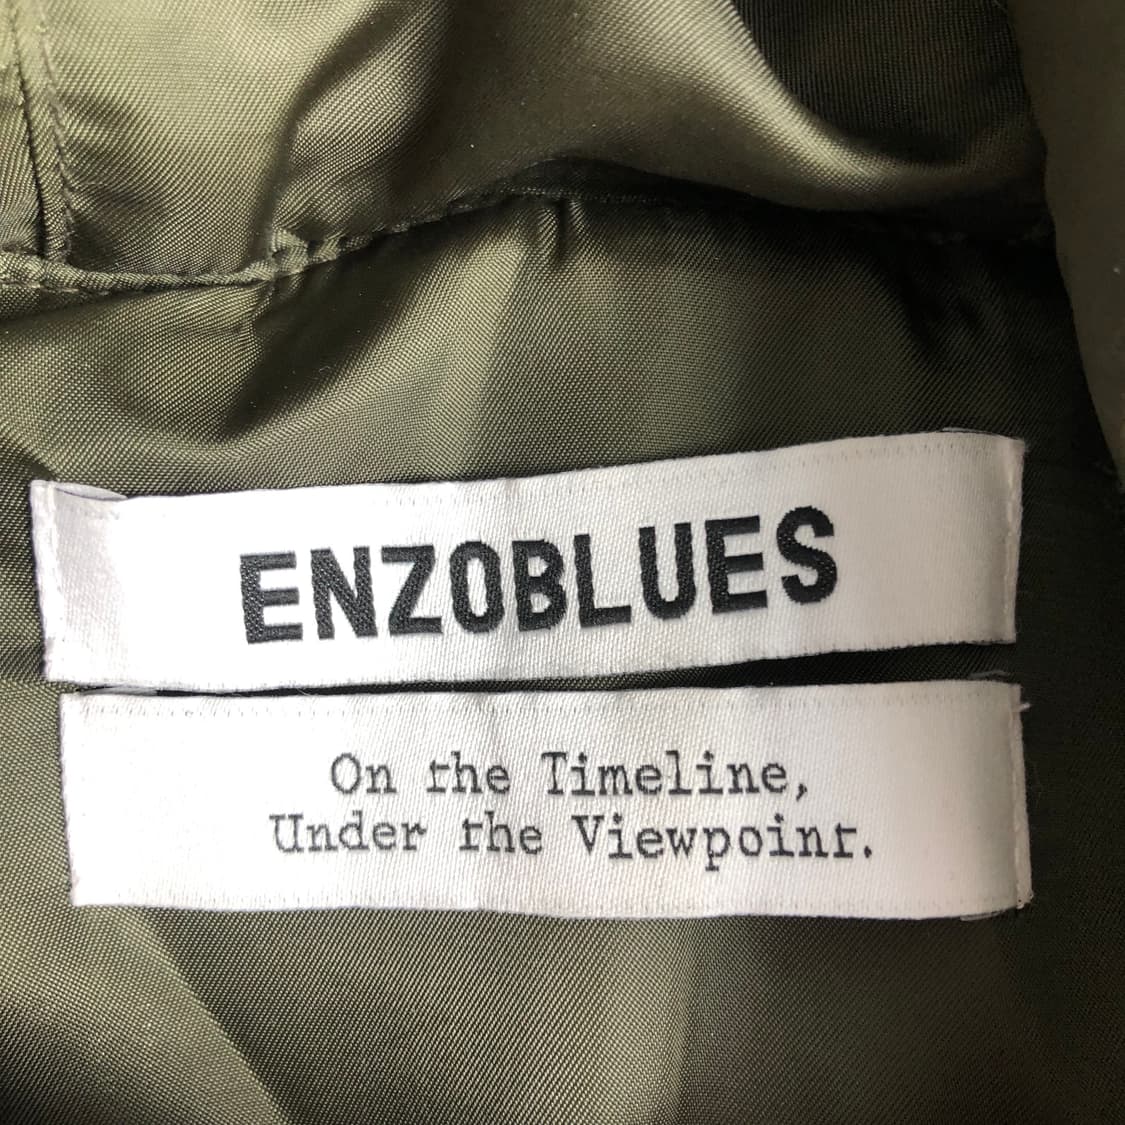 ENZOBLUES
On the Timeline,
Under the Viewpoint.